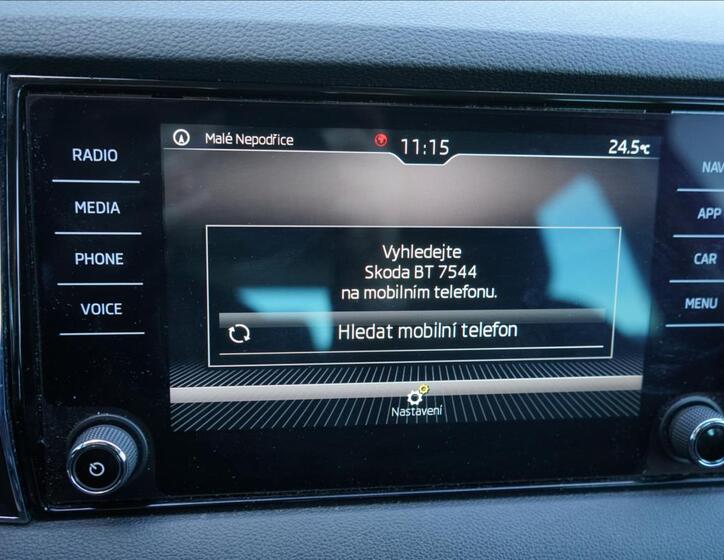 Malé Nepodřice
11:15
24.5°C
RADIO
MEDIA
PHONE
VOICE
Vyhledejte
Skoda BT 7544
na mobilním telefonu.
Hledat mobilní telefon
Nastavení
NAV
APP
CAR
MENU